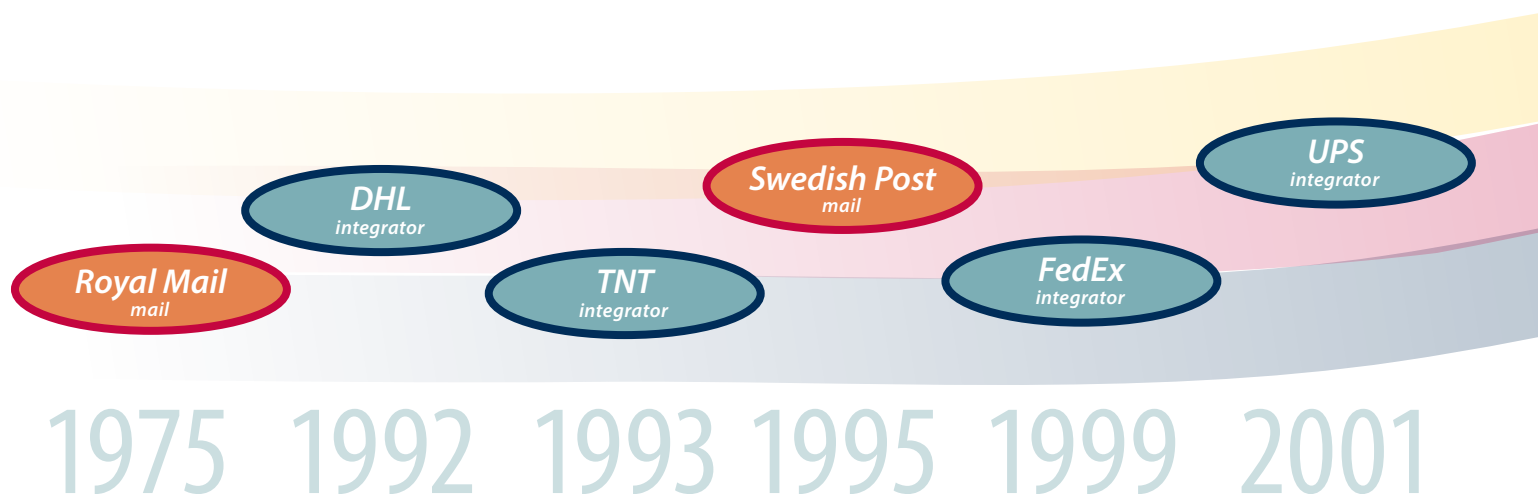 Royal Mail
mail
DHL
integrator
TNT
integrator
Swedish Post
mail
FedEx
integrator
UPS
integrator
1975 1992 1993 1995 1999 2001